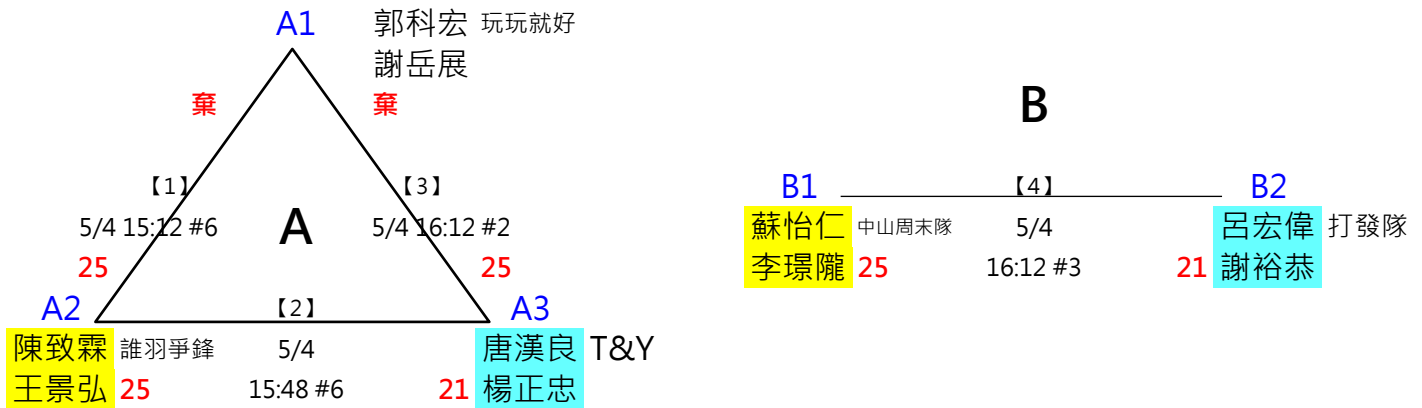 A1
郭科宏 玩玩就好
謝岳展
棄 棄
【1】 【3】
A
5/4 15:12 #6 5/4 16:12 #2
25 25
A2 【2】 A3
陳致霖 誰羽爭鋒 5/4 唐漢良 T&Y
王景弘 25 15:48 #6 21 楊正忠
B
B1 【4】 B2
蘇怡仁 中山周末隊 5/4 呂宏偉 打發隊
李璟隴 25 16:12 #3 21 謝裕恭